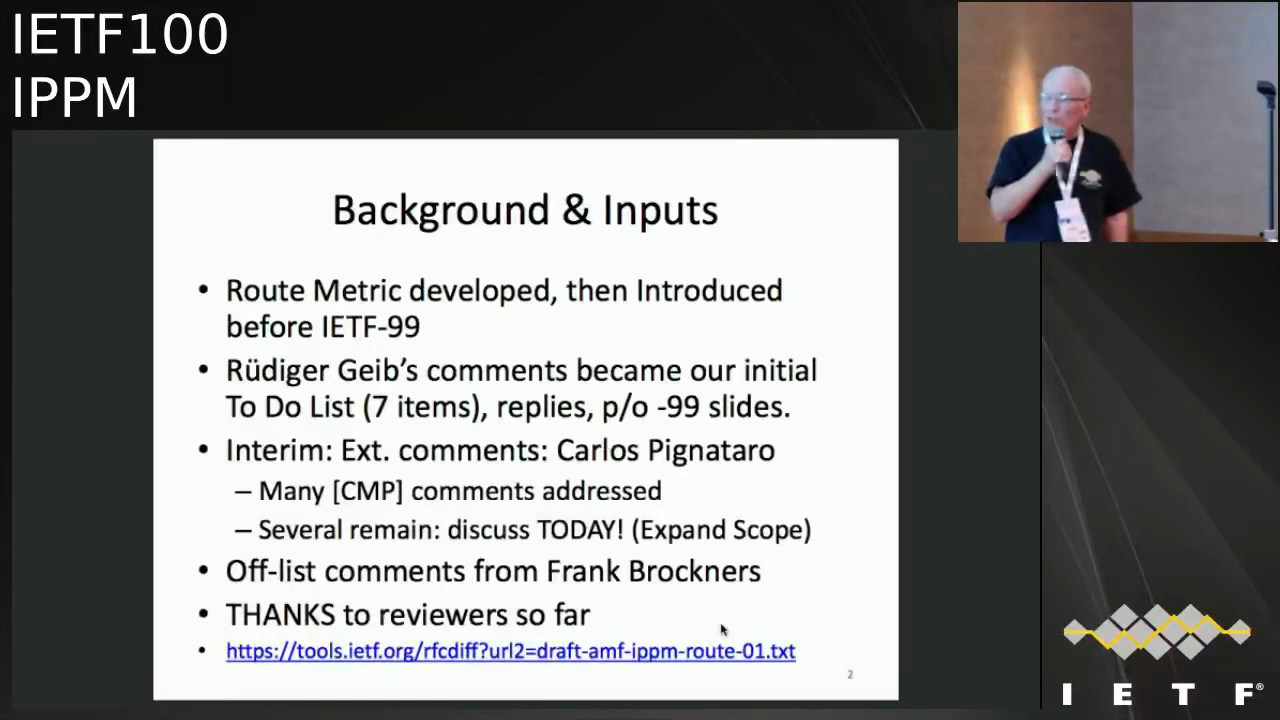 IETF100
IPPM
Background & Inputs
• Route Metric developed, then Introduced
before IETF-99
• Rüdiger Geib’s comments became our initial
To Do List (7 items), replies, p/o -99 slides.
• Interim: Ext. comments: Carlos Pignataro
– Many [CMP] comments addressed
– Several remain: discuss TODAY! (Expand Scope)
• Off-list comments from Frank Brockners
• THANKS to reviewers so far
• https://tools.ietf.org/rfcdiff?url2=draft-amf-ippm-route-01.txt
2
I E T F®